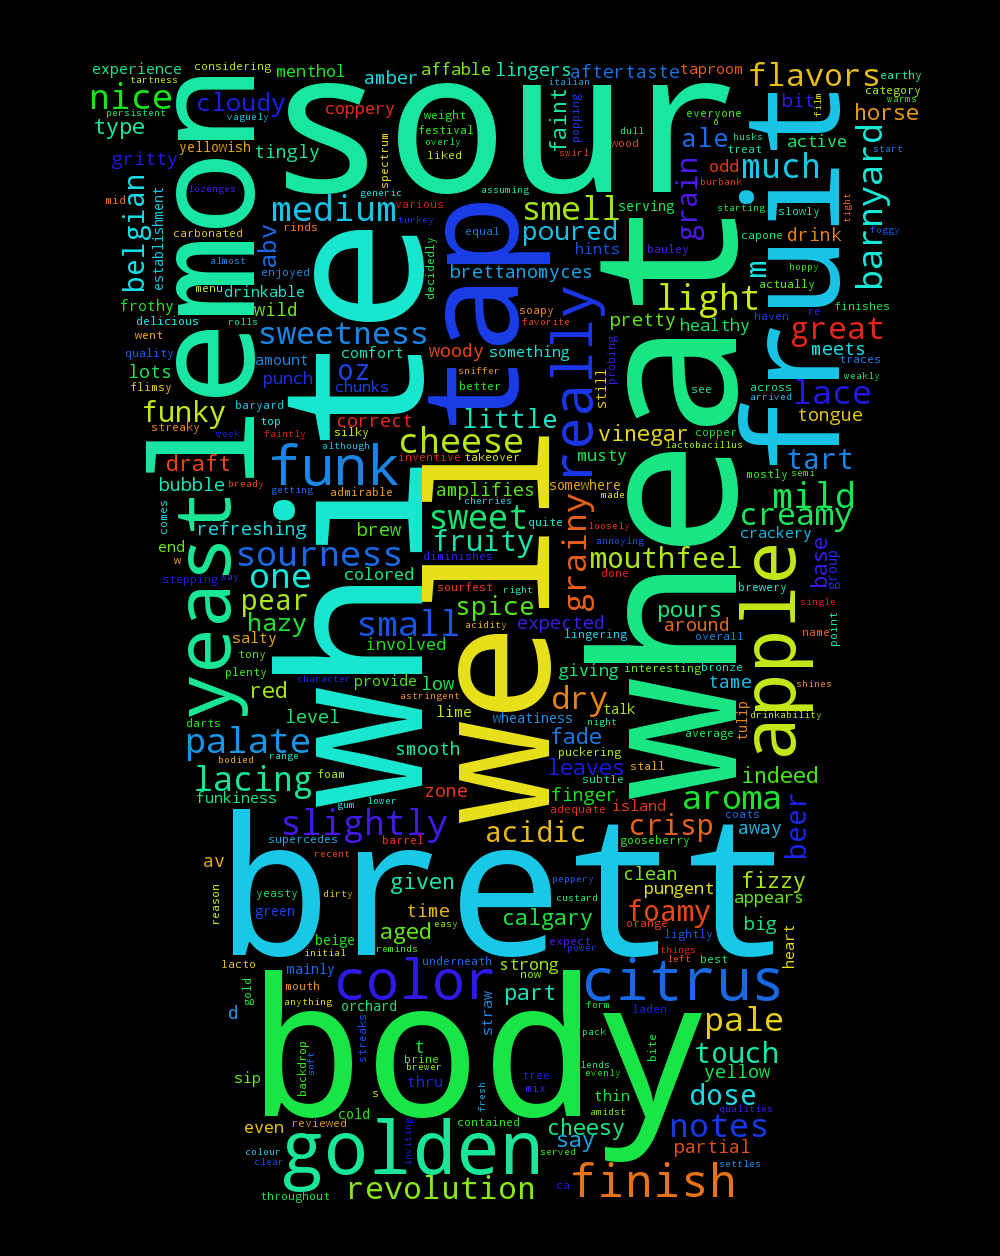 experience
considering
menthol
affable
lingers
aftertaste
taproom
flavors
earthy
tartness
amber
italian
category
nice
cloudy
coppery
weight
popping
everyone
bit
film
warms
persistent
vaguely
sour
faint
wood
dull
o
husks
horse
type
yellowish
tingly
festival
overly
liked
spectrum
swirl
ale
treat
active
start
gritty
lemon
lozenges
generic
assuming
odd
much
fruit
barnyard
mid
belgian
establishment
medium
various
turkey
smell
serving
grain
burbank
starting
slowly
tight
carbonated
abv
rinds
white
decidedly
tap
equal
poured
hints
bauley
capone
drink
foggy
almost
enjoyed
brettanomyces
wheat
m
hoppy
actually
menu
drinkable
light
haven
re
finishes
frothy
wild
soapy
favorite
really
pretty
healthy
great
delicious
rolls
sweetness
went
quality
amount
comfort
woody
something
probing
meets
traces
lots
punch
oz
chunks
sniffer
better
still
see
across
arrived
weakly
flimsy
lace
funky
baryard
top
correct
little
vinegar
copper
tongue
streaky
week
faintly
silky
although
cheese
lactobacillus
draft
bready
funk
inventive
takeover
musty
mostly
semi
tart
bubble
getting
admirable
amplifies
somewhere
mild
yeast
comes
cherries
made
creamy
refreshing
brew
sweet
quite
grainy
loosely
crackery
end
w
sourness
fruity
annoying
mouthfeel
base
group
stepping
way
one
colored
diminishes
done
apple
brewery
single
pear
sourfest
right
spice
pours
name
point
hazy
small
acidity
expected
around
salty
involved
well
lingering
overall
tony
plenty
character
provide
low
giving
interesting
bronze
red
astringent
dry
tame
shines
darts
level
lime
wheatiness
talk
night
tulip
drinkability
palate
range
smooth
fade
average
bodied
puckering
lacing
foam
zone
leaves
stall
subtle
indeed
funkiness
gum
lower
finger
adequate
island
aroma
slightly
acidic
crisp
coats
away
beer
supercedes
barrel
gooseberry
av
recent
brett
given
peppery
clean
fizzy
reason
yeasty
dirty
custard
pungent
appears
green
time
easy
calgary
foamy
orange
lightly
big
beige
initial
aged
reminds
expect
power
things
left
best
heart
lacto
mainly
underneath
strong
now
citrus
gold
mouth
color
anything
orchard
straw
part
form
laden
pale
d
body
streaks
t
pack
bite
touch
backdrop
soft
brine
brewer
lends
evenly
yellow
sip
thru
tree
mix
s
fresh
thin
dose
cold
amidst
qualities
even
reviewed
contained
cheesy
notes
colour
clear
golden
inviting
say
served
partial
settles
throughout
revolution
ca
finish